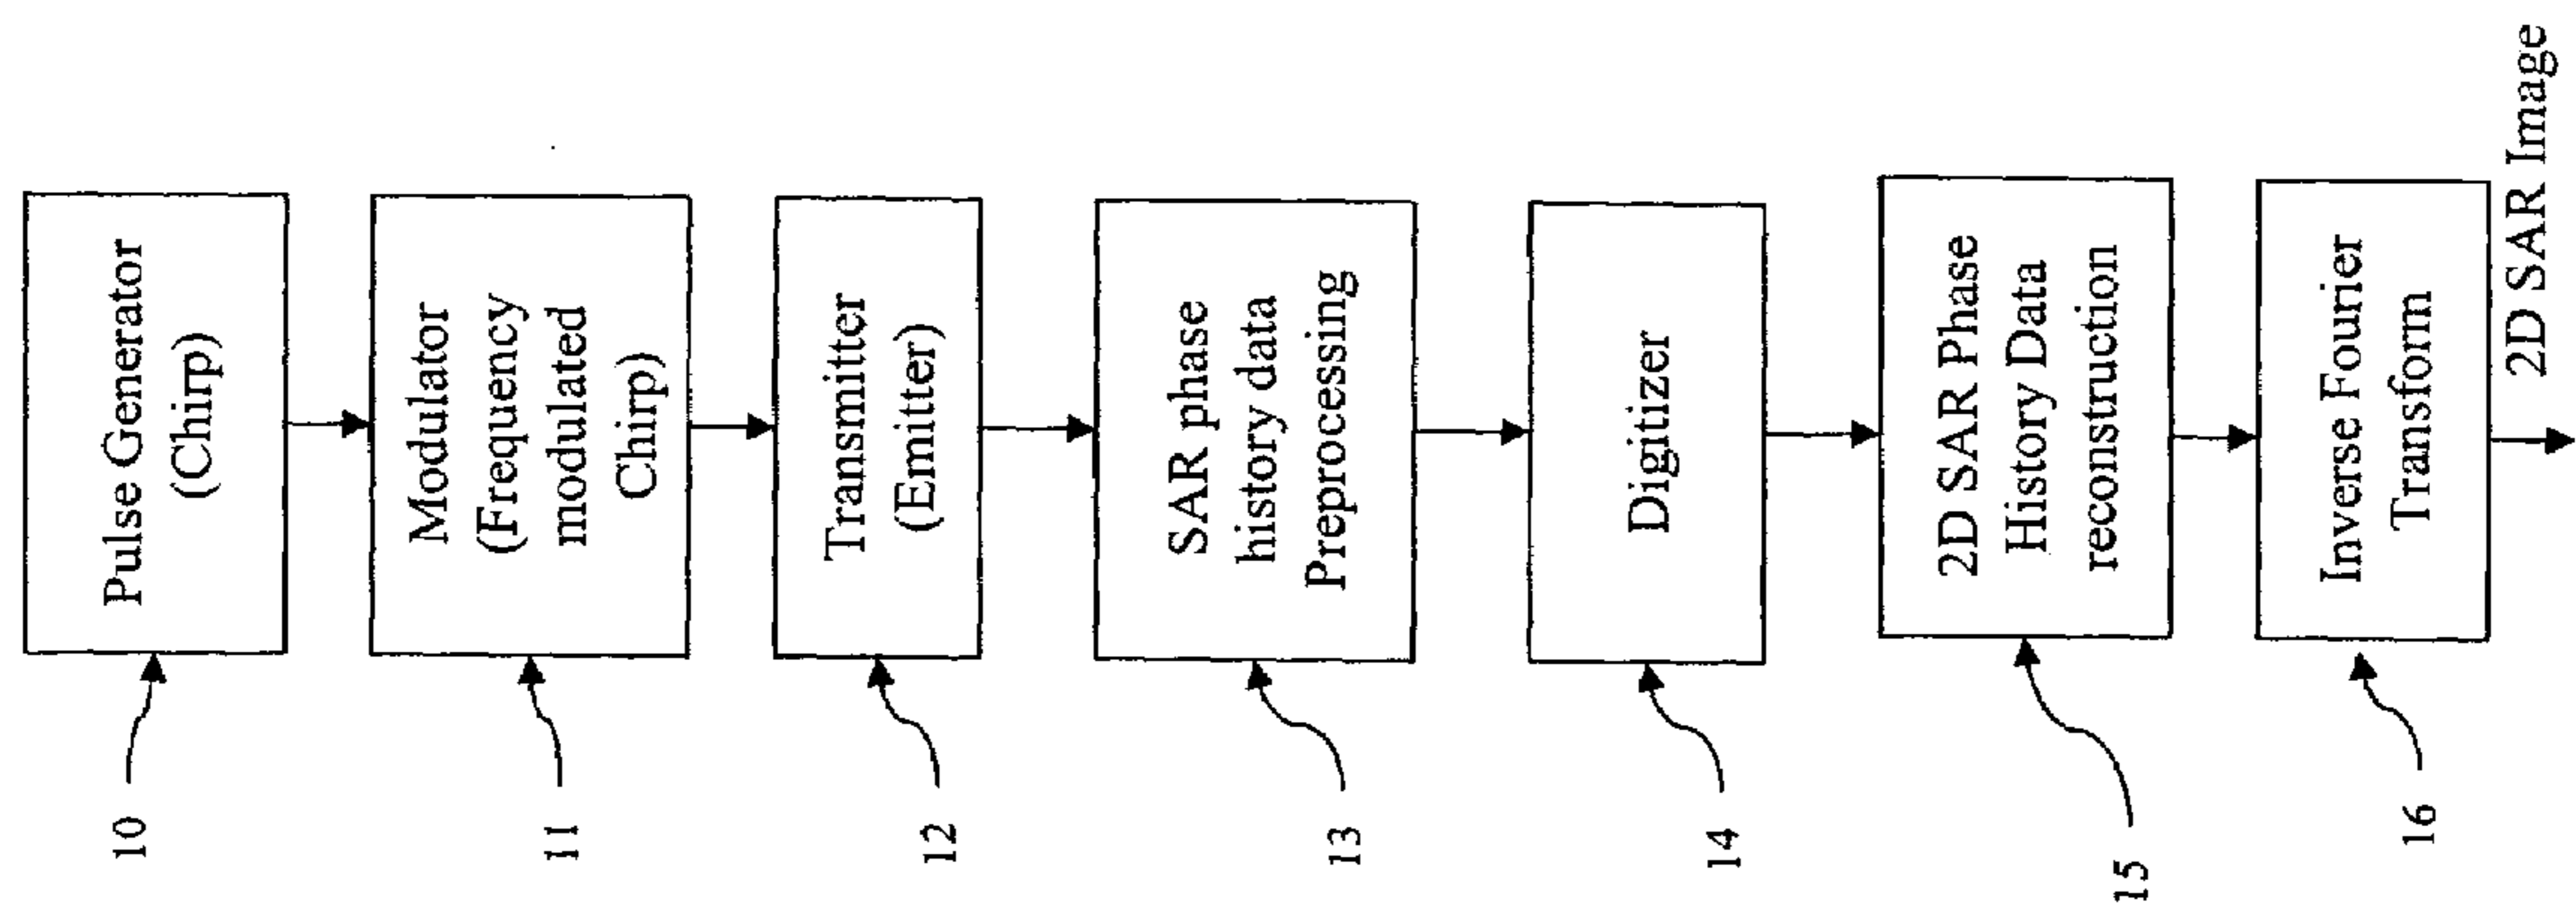 10
Pulse Generator
(Chirp)
11
Modulator
(Frequency
modulated
Chirp)
12
Transmitter
(Emitter)
13
SAR phase
history data
Preprocessing
14
Digitizer
15
2D SAR Phase
History Data
reconstruction
16
Inverse Fourier
Transform
2D SAR Image